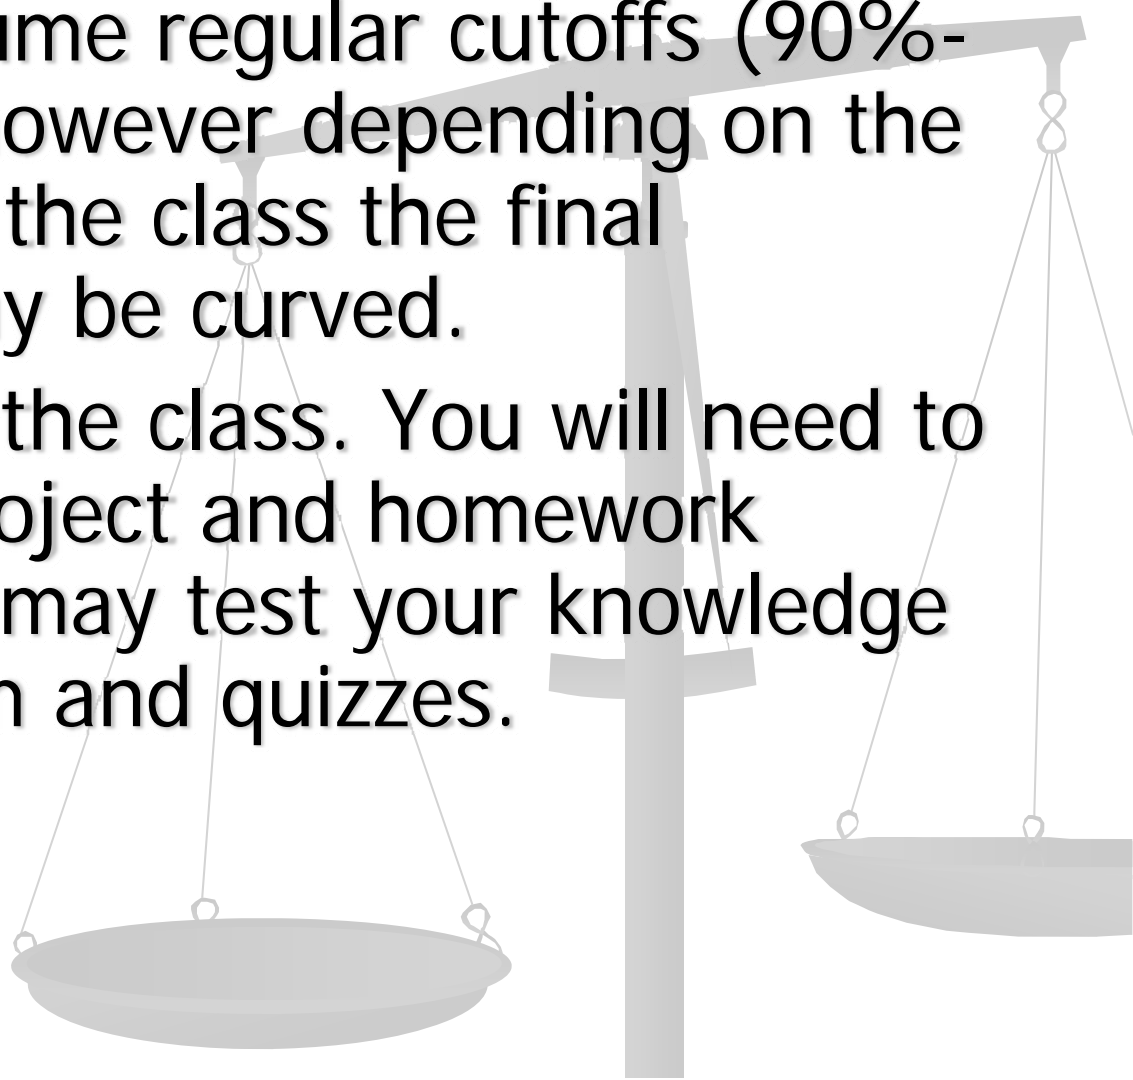 ume regular cutoffs (90%-
owever depending on the
the class the final
y be curved.
the class. You will need to
oject and homework
may test your knowledge
and quizzes.